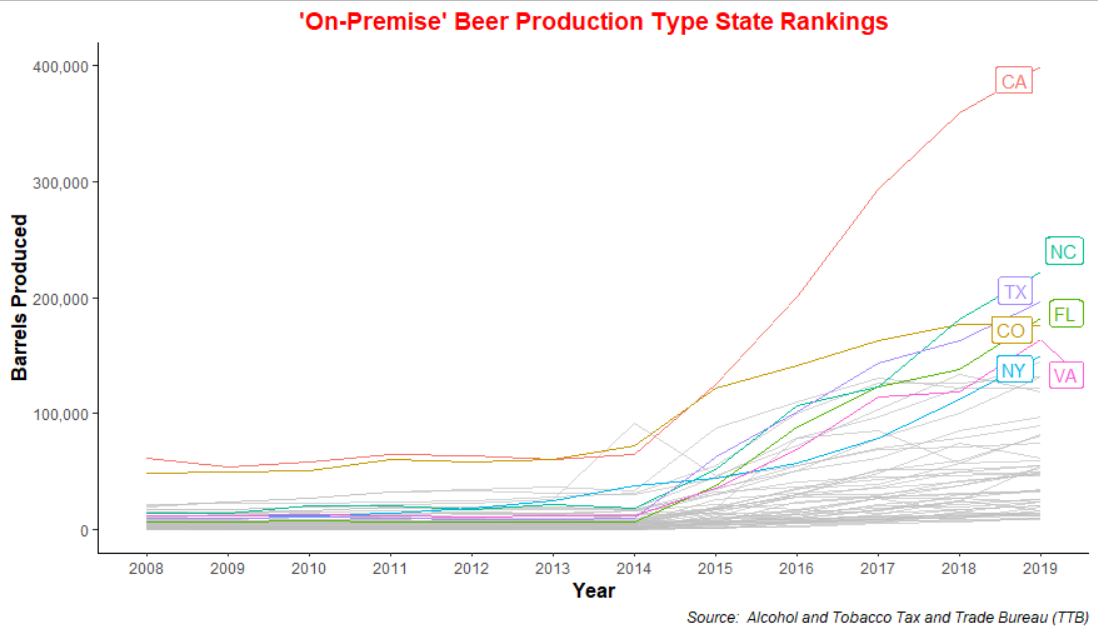 'On-Premise' Beer Production Type State Rankings
400,000
300,000
200,000
100,000
0
Barrels Produced
CA
NC
TX
FL
CO
NY
VA
2008 2009 2010 2011 2012 2013 2014 2015 2016 2017 2018 2019
Year
Source: Alcohol and Tobacco Tax and Trade Bureau (TTB)